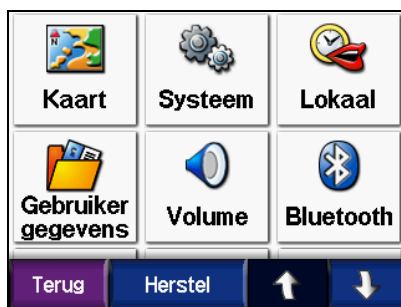 N
Kaart
Systeem
Lokaal
Gebruiker
gegevens
Volume
Bluetooth
Terug
Herstel